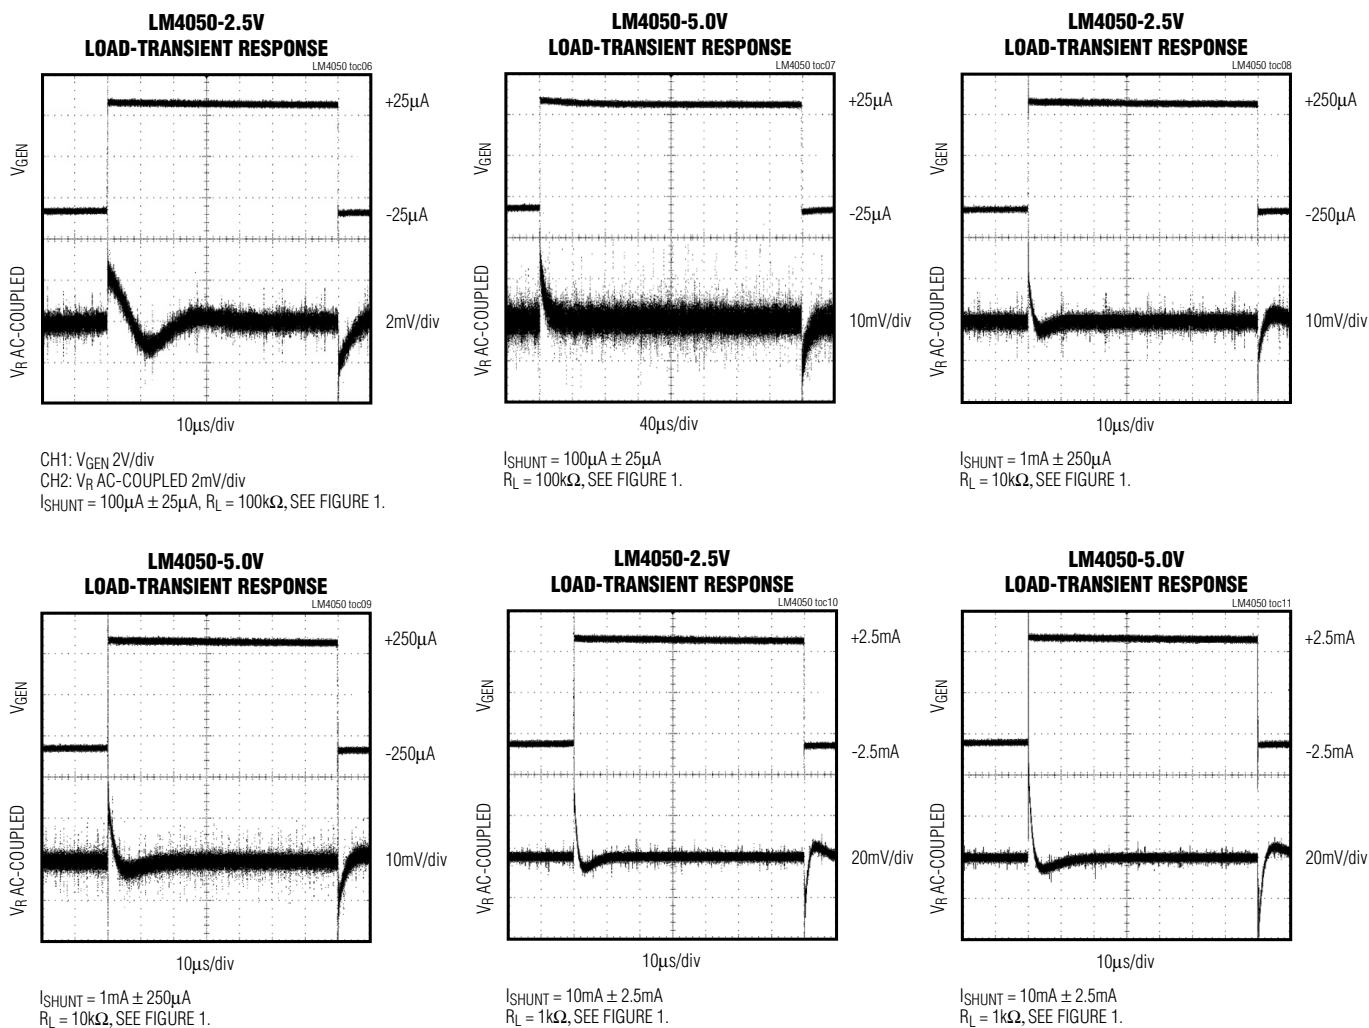 LM4050-2.5V
LOAD-TRANSIENT RESPONSE
LM4050 toc06
+25µA
-25µA
2mV/div
VGEN
VR AC-COUPLED
10µs/div
CH1: VGEN 2V/div
CH2: VR AC-COUPLED 2mV/div
ISHUNT = 100µA ± 25µA, RL = 100kΩ, SEE FIGURE 1.
LM4050-5.0V
LOAD-TRANSIENT RESPONSE
LM4050 toc07
+25µA
-25µA
10mV/div
VGEN
VR AC-COUPLED
40µs/div
ISHUNT = 100µA ± 25µA
RL = 100kΩ, SEE FIGURE 1.
LM4050-2.5V
LOAD-TRANSIENT RESPONSE
LM4050 toc08
+250µA
-250µA
10mV/div
VGEN
VR AC-COUPLED
10µs/div
ISHUNT = 1mA ± 250µA
RL = 10kΩ, SEE FIGURE 1.
LM4050-5.0V
LOAD-TRANSIENT RESPONSE
LM4050 toc09
+250µA
-250µA
10mV/div
VGEN
VR AC-COUPLED
10µs/div
ISHUNT = 1mA ± 250µA
RL = 10kΩ, SEE FIGURE 1.
LM4050-2.5V
LOAD-TRANSIENT RESPONSE
LM4050 toc10
+2.5mA
-2.5mA
20mV/div
VGEN
VR AC-COUPLED
10µs/div
ISHUNT = 10mA ± 2.5mA
RL = 1kΩ, SEE FIGURE 1.
LM4050-5.0V
LOAD-TRANSIENT RESPONSE
LM4050 toc11
+2.5mA
-2.5mA
20mV/div
VGEN
VR AC-COUPLED
10µs/div
ISHUNT = 10mA ± 2.5mA
RL = 1kΩ, SEE FIGURE 1.